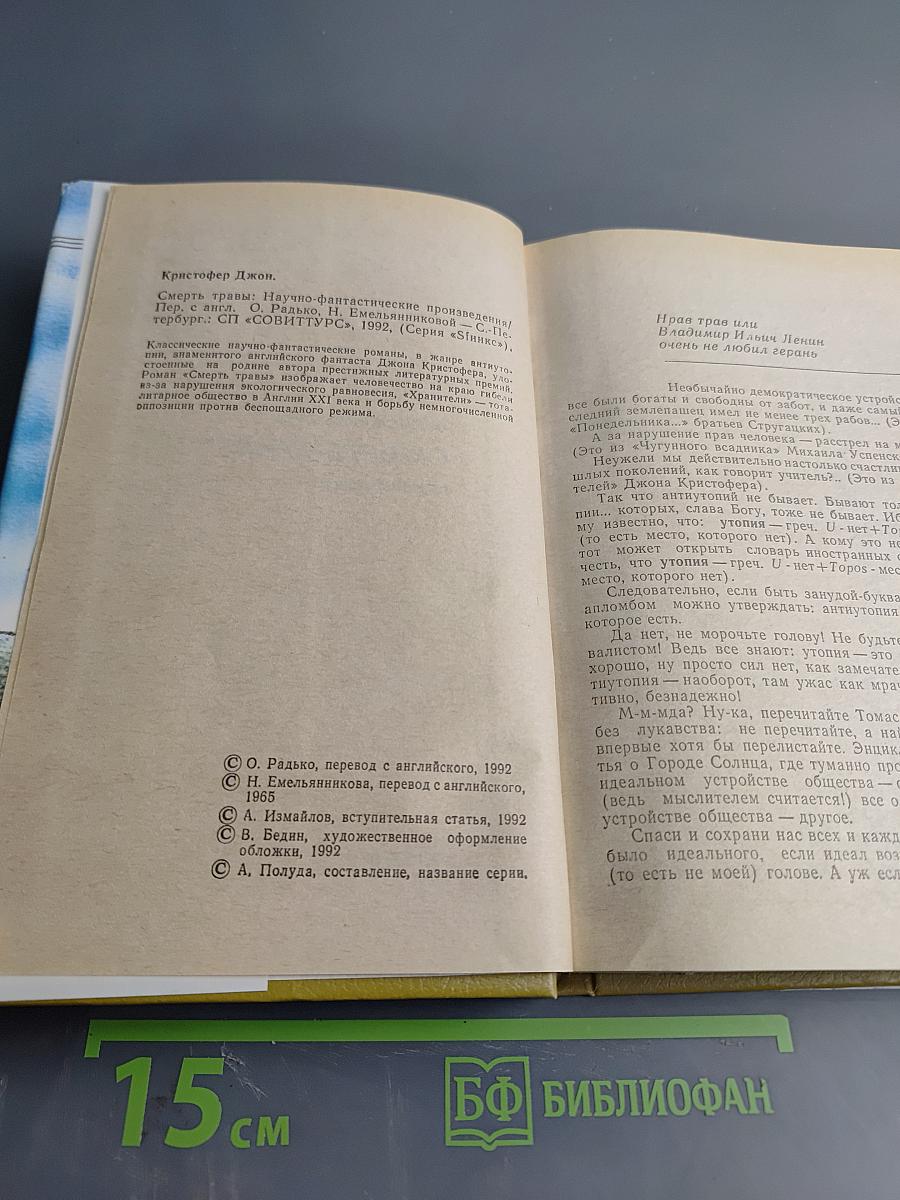 Кристофер Джон.
Смерть травы: Научно-фантастические произведения/
Пер. с англ. О. Радько, Н. Емельянниковой — С.-Пе-
тербург.: СП «СОВИТТУРС», 1992, (Серия «Sfинкс»).
Классические научно-фантастические романы, в жанре антиуто-
пии, знаменитого английского фантаста Джона Кристофера, удо-
стоенные на родине автора престижных литературных премий.
Роман «Смерть травы» изображает человечество на краю гибели
из-за нарушения экологического равновесия, «Хранители» — тота-
литарное общество в Англии XXI века и борьбу немногочисленной
оппозиции против беспощадного режима.
© О. Радько, перевод с английского, 1992
© Н. Емельянникова, перевод с английского,
1965
© А. Измайлов, вступительная статья, 1992
© В. Бедин, художественное оформление
обложки, 1992
© А. Полуда, составление, название серии.
Нрав трав или
Владимир Ильич Ленин
очень не любил герань
Необычайно демократическое устройс
все были богаты и свободны от забот, и даже самый
следний землепашец имел не менее трех рабов... (Э
«Понедельника...» братьев Стругацких).
А за нарушение прав человека — расстрел на м
(Это из «Чугунного всадника» Михаила Успенск
Неужели мы действительно настолько счастли
шлых поколений, как говорит учитель?.. (Это из
телей» Джона Кристофера).
Так что антиутопий не бывает. Бывают тол
пии... которых, слава Богу, тоже не бывает. Иб
му известно, что: утопия — греч. U - нет+Top
(то есть место, которого нет). А кому это не
тот может открыть словарь иностранных с
честь, что утопия — греч. U - нет+Topos - мес
место, которого нет).
Следовательно, если быть занудой-буква
апломбом можно утверждать: антиутопия
которое есть.
Да нет, не морочьте голову! Не будьте
валистом! Ведь все знают: утопия — это
хорошо, ну просто сил нет, как замечате
тиутопия — наоборот, там ужас как мрач
тивно, безнадежно!
М-м-мда? Ну-ка, перечитайте Томас
без лукавства: не перечитайте, а най
впервые хотя бы перелистайте. Энцикл
тья о Городе Солнца, где туманно про
идеальном устройстве общества — о
(ведь мыслителем считается!) все о
устройстве общества — другое.
Спаси и сохрани нас всех и кажд
было идеального, если идеал воз
(то есть не моей) голове. А уж есл
15 см
БФ БИБЛИОФАН